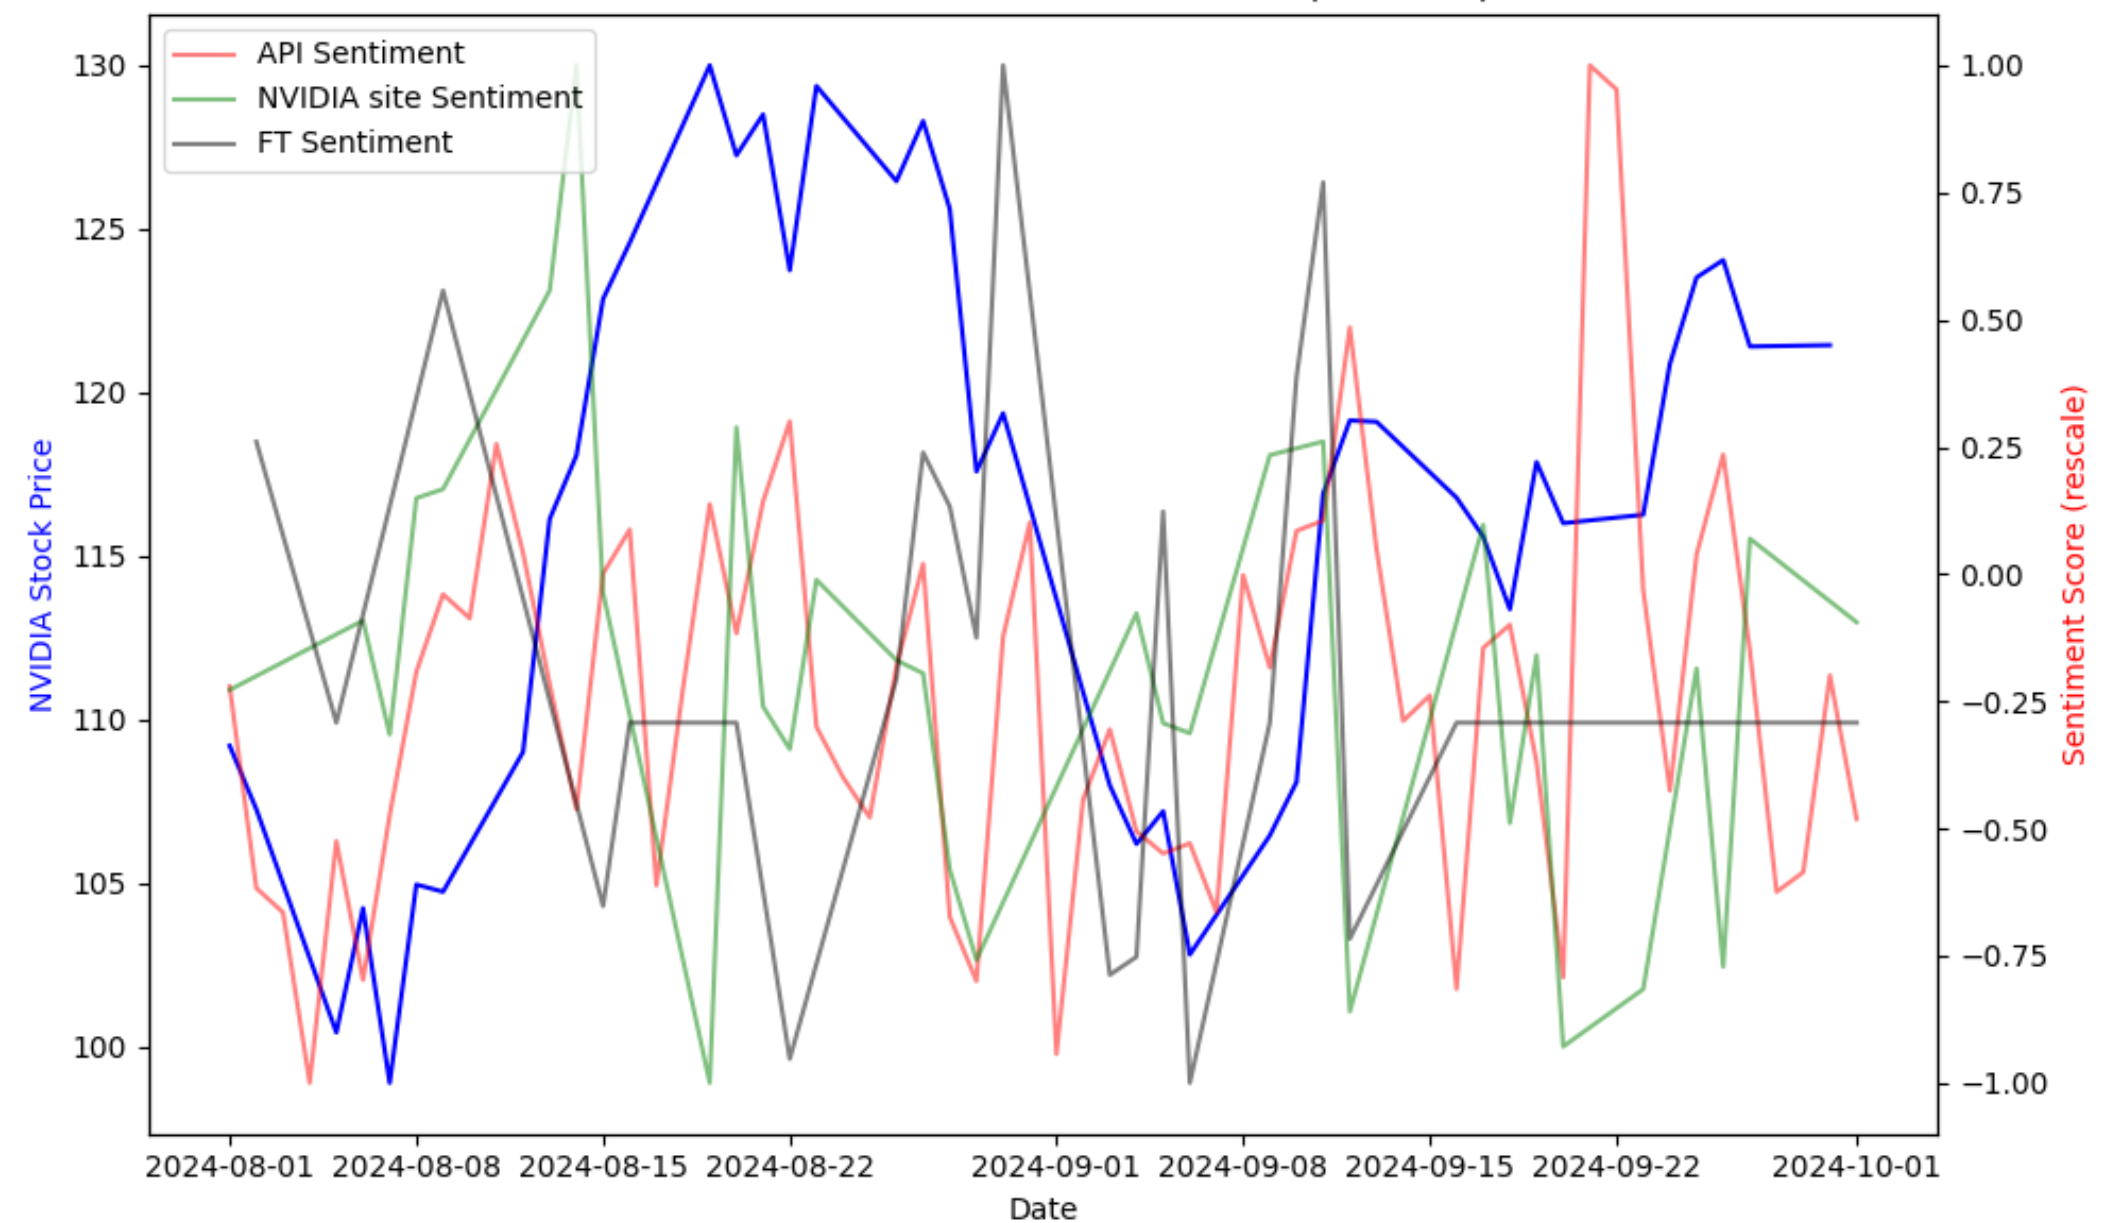 API Sentiment
NVIDIA site Sentiment
FT Sentiment
130
125
120
115
110
105
100
NVIDIA Stock Price
1.00
0.75
0.50
0.25
0.00
−0.25
−0.50
−0.75
−1.00
Sentiment Score (rescale)
2024-08-01 2024-08-08 2024-08-15 2024-08-22 2024-09-01 2024-09-08 2024-09-15 2024-09-22 2024-10-01
Date